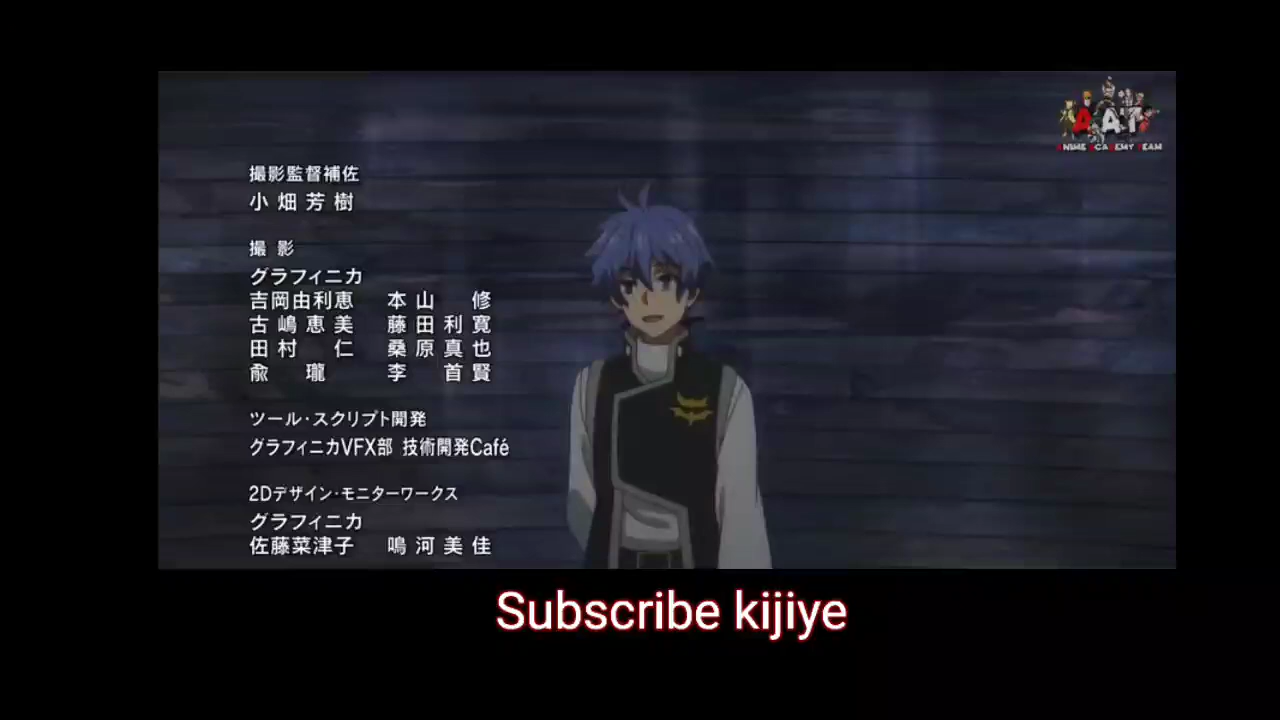 撮影監督補佐
小畑芳樹
撮影
グラフィニカ
吉岡由利恵 本山 修
古嶋恵美 藤田利寛
田村 仁 桑原真也
兪 瓏 李 首賢
ツール・スクリプト開発
グラフィニカVFX部 技術開発Café
2Dデザイン・モニターワークス
グラフィニカ
佐藤菜津子 鳴河美佳
AAT
ANIME ACADEMY TEAM
Subscribe kijiye